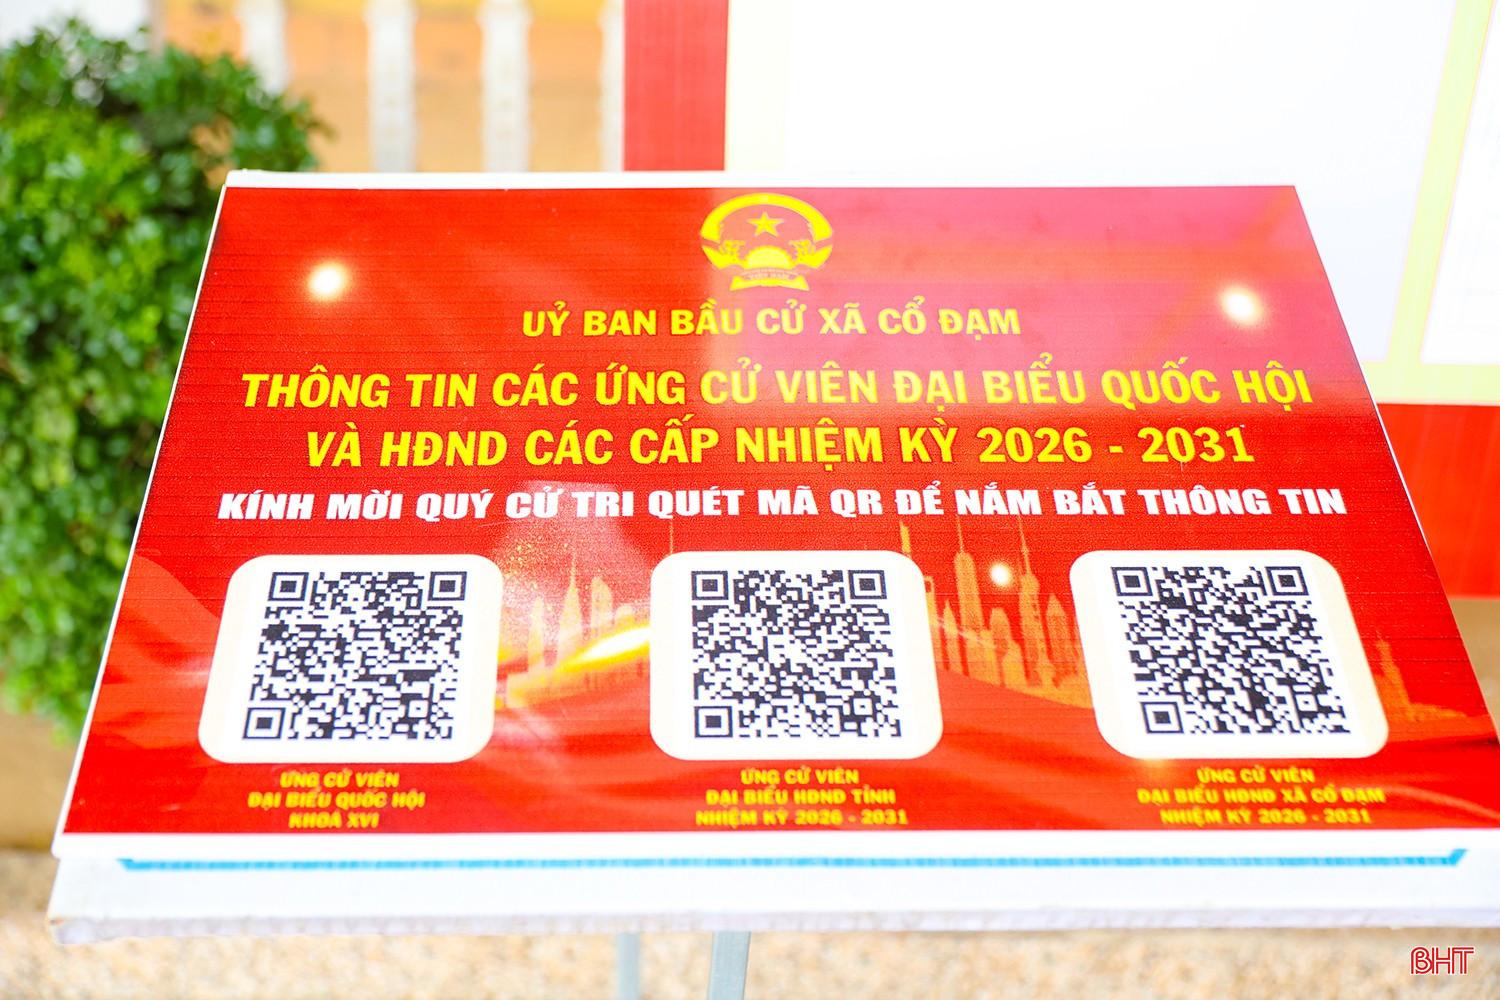 UỶ BAN BẦU CỬ XÃ CỔ ĐẠM
THÔNG TIN CÁC ỨNG CỬ VIÊN ĐẠI BIỂU QUỐC HỘI
VÀ HĐND CÁC CẤP NHIỆM KỲ 2026 - 2031
KÍNH MỜI QUÝ CỬ TRI QUÉT MÃ QR ĐỂ NẮM BẮT THÔNG TIN
ỨNG CỬ VIÊN
ĐẠI BIỂU QUỐC HỘI
KHOÁ XVI
ỨNG CỬ VIÊN
ĐẠI BIỂU HĐND TỈNH
NHIỆM KỲ 2026 - 2031
ỨNG CỬ VIÊN
ĐẠI BIỂU HĐND XÃ CỔ ĐẠM
NHIỆM KỲ 2026 - 2031
BHT